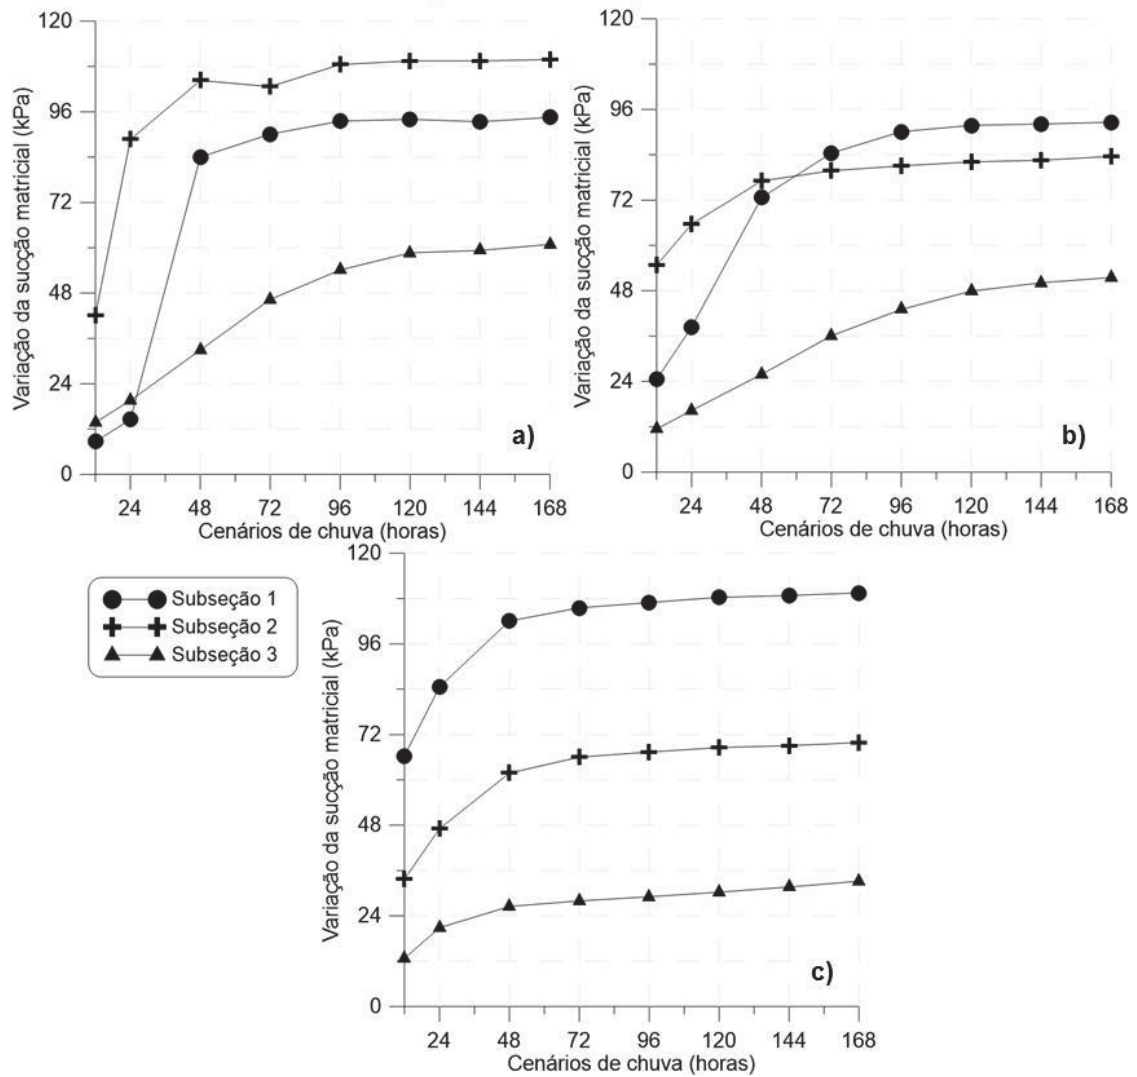 120
96
72
48
24
0
Variação da sucção matricial (kPa)
24 48 72 96 120 144 168
Cenários de chuva (horas)
a)
120
96
72
48
24
0
Variação da sucção matricial (kPa)
24 48 72 96 120 144 168
Cenários de chuva (horas)
b)
Subseção 1
Subseção 2
Subseção 3
120
96
72
48
24
0
Variação da sucção matricial (kPa)
24 48 72 96 120 144 168
Cenários de chuva (horas)
c)